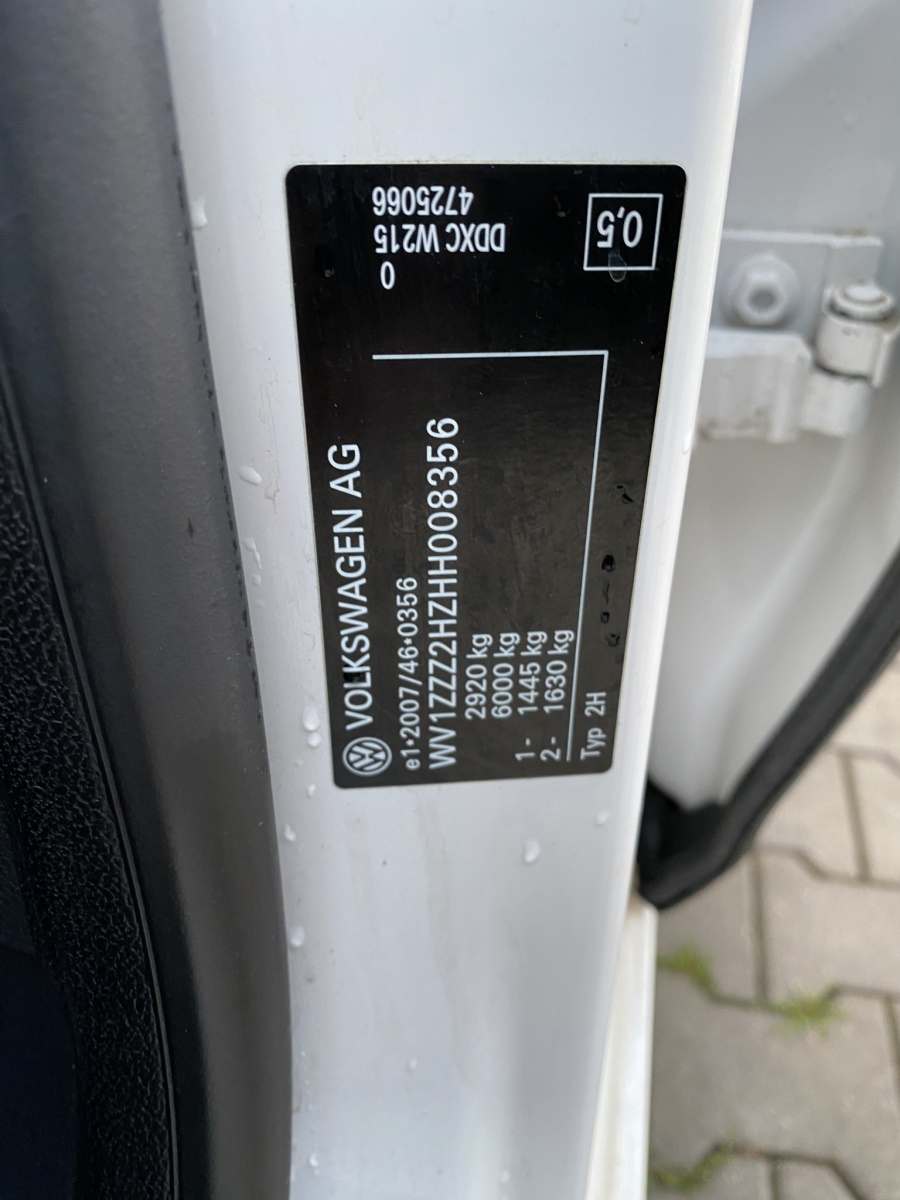 VOLKSWAGEN AG
e1*2007/46*0356
WV1ZZZ2HZHH008356
2920 kg
6000 kg
1- 1445 kg
2- 1630 kg
Typ 2H
4725066
DDXC W215
0
0,5